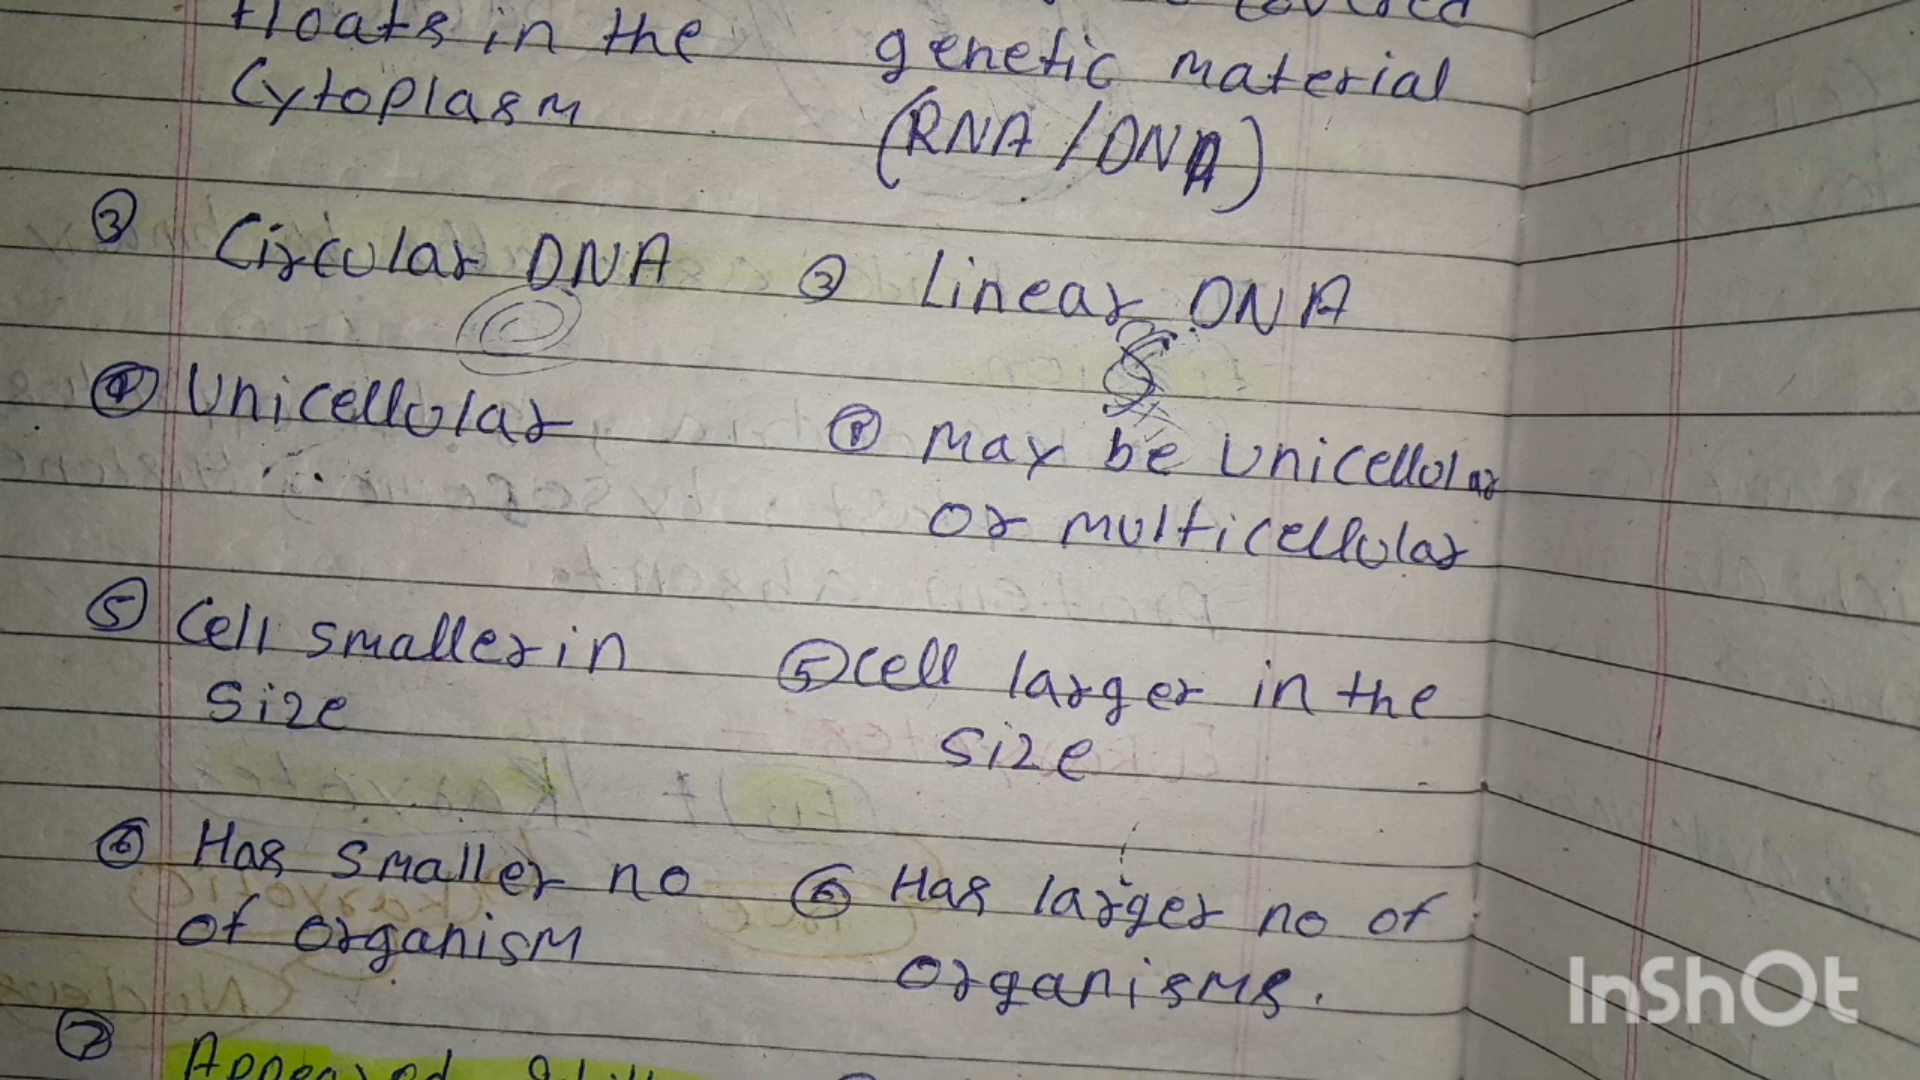 floats in the
Cytoplasm
genetic material
(RNA/DNA)
③ Circular DNA
③ Linear DNA
④ Unicellular
④ May be Unicellular
or multicellular
⑤ Cell smaller in
Size
⑤ Cell larger in the
Size
⑥ Has smaller no
of organism
⑥ Has larger no of
organisms.
⑦
InShOt